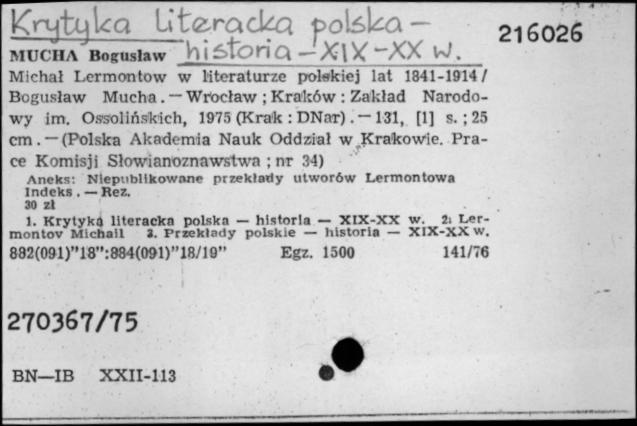 Krytyka literacka polska –
216026
historia – XIX – XX w.
MUCHA Bogusław
Michał Lermontow w literaturze polskiej lat 1841-1914 /
Bogusław Mucha. — Wrocław ; Kraków : Zakład Narodo-
wy im. Ossolińskich, 1975 (Krak : DNar). — 131, [1] s. ; 25
cm. — (Polska Akademia Nauk Oddział w Krakowie. Pra-
ce Komisji Słowianoznawstwa ; nr 34)
Aneks: Niepublikowane przekłady utworów Lermontowa
Indeks. — Rez.
30 zł
1. Krytyka literacka polska — historia — XIX-XX w. 2. Ler-
montov Michail 3. Przekłady polskie — historia — XIX-XX w.
882(091)"18":884(091)"18/19" Egz. 1500 141/76
270367/75
BN—IB XXII-113